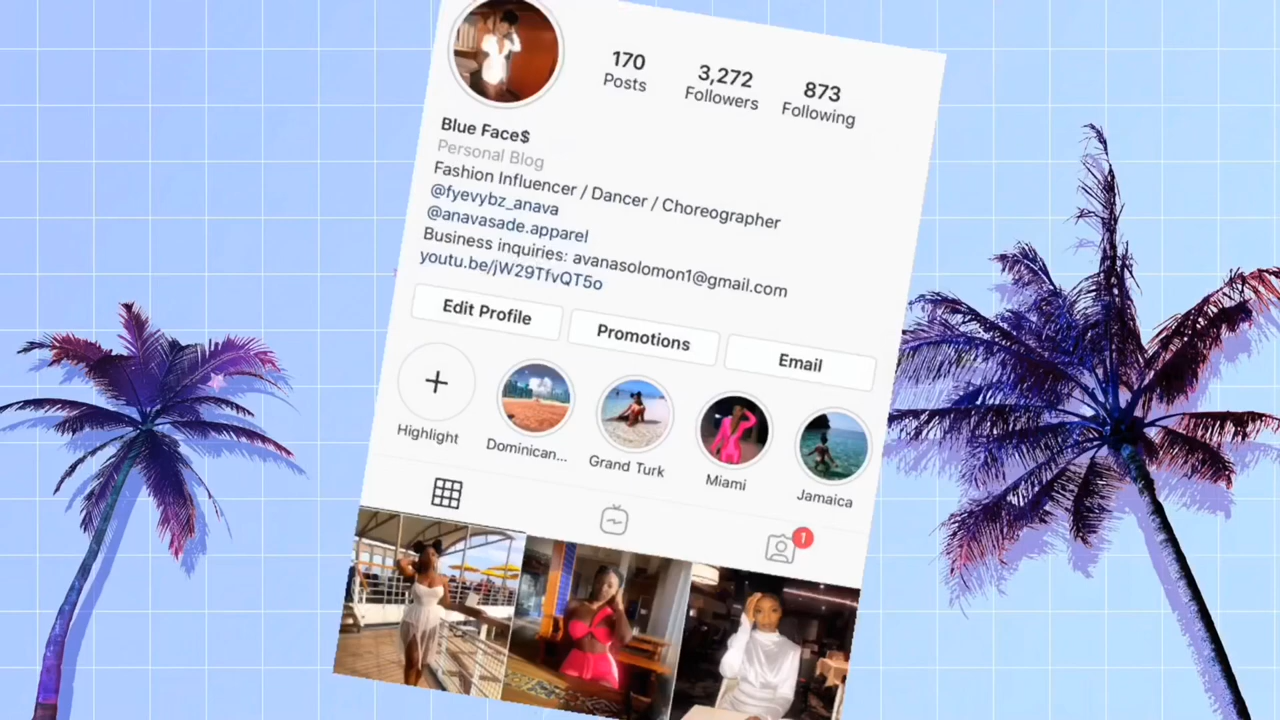 170 3,272 873
Posts Followers Following
Blue Face$
Personal Blog
Fashion Influencer / Dancer / Choreographer
@fyevybz_anava
@anavasade.apparel
Business inquiries: avanasolomon1@gmail.com
youtu.be/jW29TfvQT5o
Edit Profile Promotions Email
Highlight Dominican... Grand Turk Miami Jamaica
1